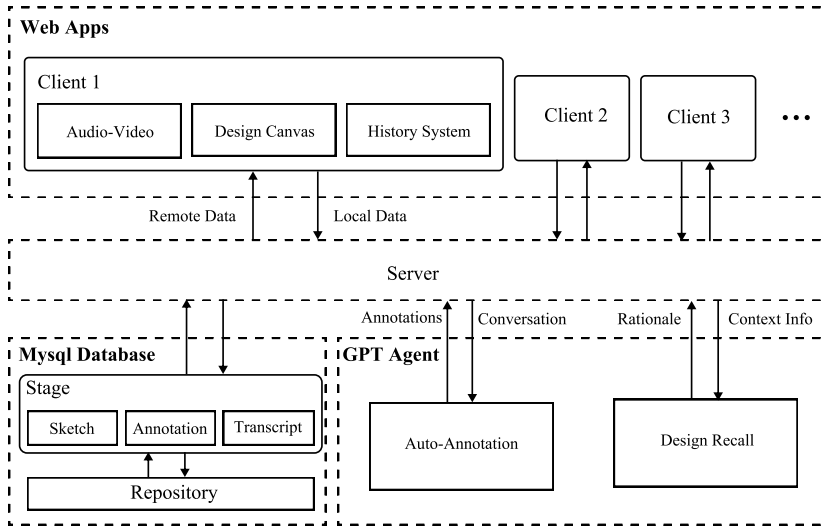 Web Apps
Client 1
Audio-Video
Design Canvas
History System
Client 2
Client 3
...
Remote Data
Local Data
Server
Annotations
Conversation
Rationale
Context Info
Mysql Database
Stage
Sketch
Annotation
Transcript
Repository
GPT Agent
Auto-Annotation
Design Recall